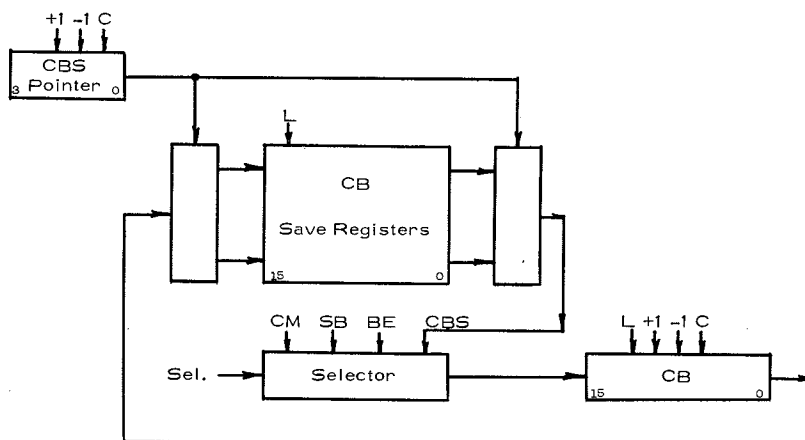 +1 -1 C
CBS
Pointer
3 0
L
CB
Save Registers
15 0
CM SB BE CBS
Sel.
Selector
L +1 -1 C
CB
15 0